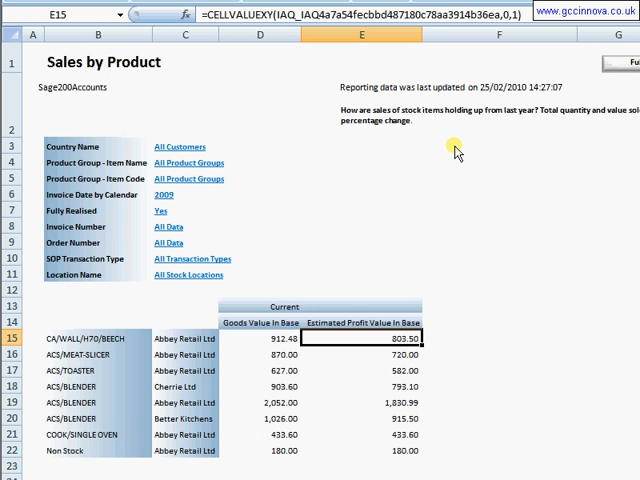 E15
fx
=CELLVALUEXY(IAQ_IAQ4a7a54fecbbd487180c78aa3914b36ea,0,1)
www.gccinnova.co.uk
A B C D E F G
1 Sales by Product
Sage200Accounts
Reporting data was last updated on 25/02/2010 14:27:07
Ful
2 How are sales of stock items holding up from last year? Total quantity and value sol
percentage change.
3 Country Name All Customers
4 Product Group - Item Name All Product Groups
5 Product Group - Item Code All Product Groups
6 Invoice Date by Calendar 2009
7 Fully Realised Yes
8 Invoice Number All Data
9 Order Number All Data
10 SOP Transaction Type All Transaction Types
11 Location Name All Stock Locations
12
13 Current
14 Goods Value In Base Estimated Profit Value In Base
15 CA/WALL/H70/BEECH Abbey Retail Ltd 912.48 803.50
16 ACS/MEAT-SLICER Abbey Retail Ltd 870.00 720.00
17 ACS/TOASTER Abbey Retail Ltd 627.00 582.00
18 ACS/BLENDER Cherrie Ltd 903.60 793.10
19 ACS/BLENDER Abbey Retail Ltd 2,052.00 1,830.99
20 ACS/BLENDER Better Kitchens 1,026.00 915.50
21 COOK/SINGLE OVEN Abbey Retail Ltd 433.60 433.60
22 Non Stock Abbey Retail Ltd 180.00 180.00
23